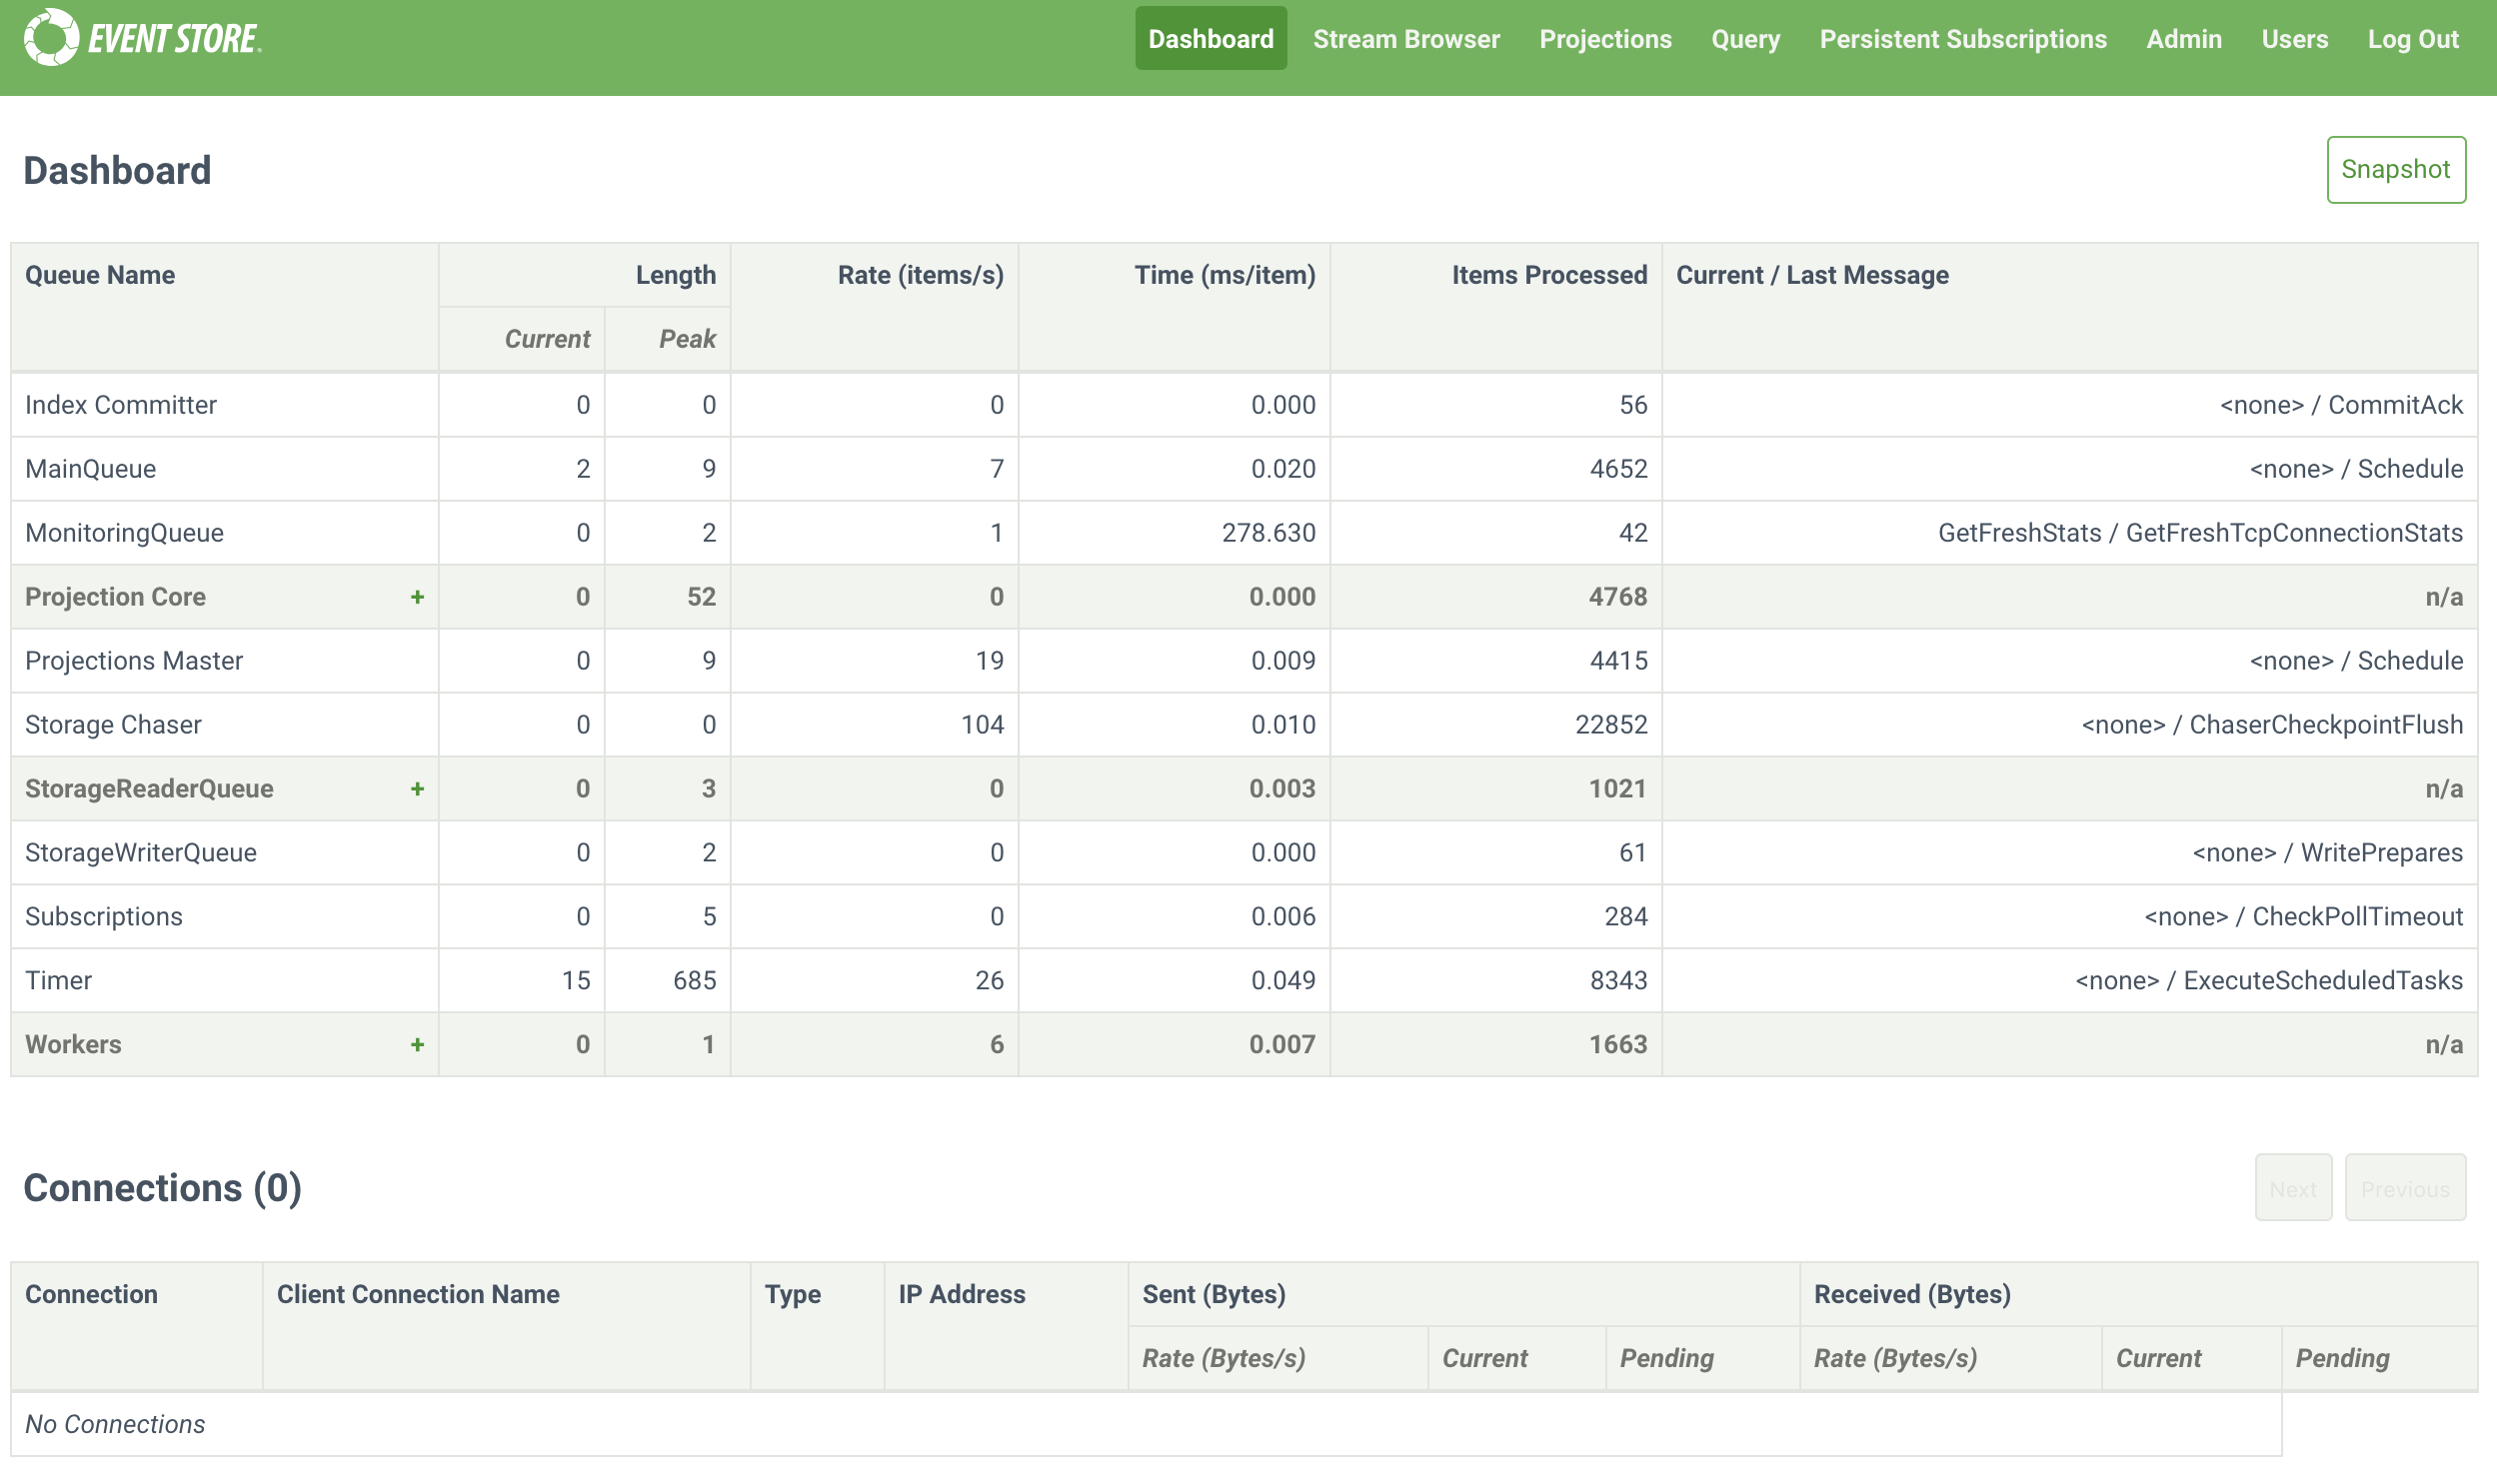 EVENT STORE
Dashboard Stream Browser Projections Query Persistent Subscriptions Admin Users Log Out
Dashboard
Snapshot
Queue Name Length Rate (items/s) Time (ms/item) Items Processed Current / Last Message
Current Peak
Index Committer 0 0 0 0.000 56 <none> / CommitAck
MainQueue 2 9 7 0.020 4652 <none> / Schedule
MonitoringQueue 0 2 1 278.630 42 GetFreshStats / GetFreshTcpConnectionStats
Projection Core + 0 52 0 0.000 4768 n/a
Projections Master 0 9 19 0.009 4415 <none> / Schedule
Storage Chaser 0 0 104 0.010 22852 <none> / ChaserCheckpointFlush
StorageReaderQueue + 0 3 0 0.003 1021 n/a
StorageWriterQueue 0 2 0 0.000 61 <none> / WritePrepares
Subscriptions 0 5 0 0.006 284 <none> / CheckPollTimeout
Timer 15 685 26 0.049 8343 <none> / ExecuteScheduledTasks
Workers + 0 1 6 0.007 1663 n/a
Connections (0)
Next Previous
Connection Client Connection Name Type IP Address Sent (Bytes) Received (Bytes)
Rate (Bytes/s) Current Pending Rate (Bytes/s) Current Pending
No Connections